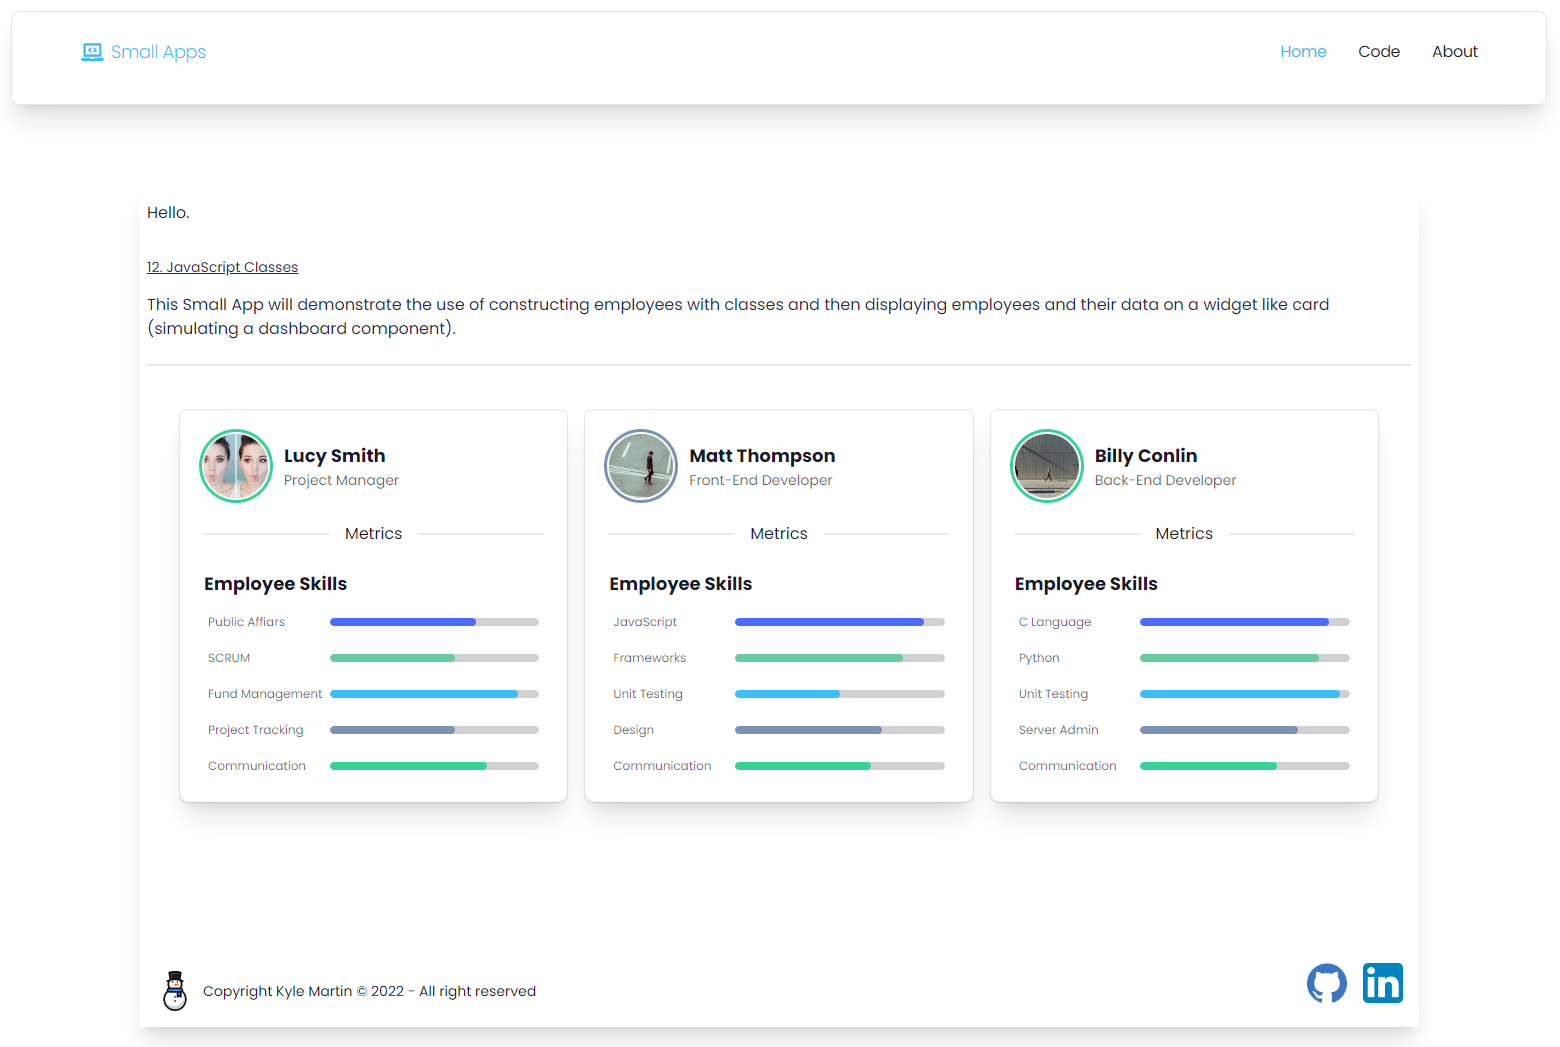 Small Apps
Home Code About
Hello.
12. JavaScript Classes
This Small App will demonstrate the use of constructing employees with classes and then displaying employees and their data on a widget like card
(simulating a dashboard component).
Lucy Smith
Project Manager
Metrics
Employee Skills
Public Affiars
SCRUM
Fund Management
Project Tracking
Communication
Matt Thompson
Front-End Developer
Metrics
Employee Skills
JavaScript
Frameworks
Unit Testing
Design
Communication
Billy Conlin
Back-End Developer
Metrics
Employee Skills
C Language
Python
Unit Testing
Server Admin
Communication
Copyright Kyle Martin © 2022 - All right reserved
in